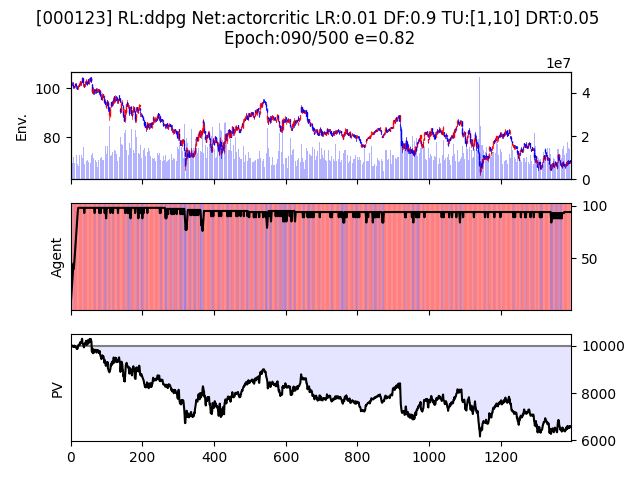 [000123] RL:ddpg Net:actorcritic LR:0.01 DF:0.9 TU:[1,10] DRT:0.05
Epoch:090/500 e=0.82
1e7
Env.
100
80
4
2
0
Agent
100
50
PV
10000
8000
6000
0 200 400 600 800 1000 1200